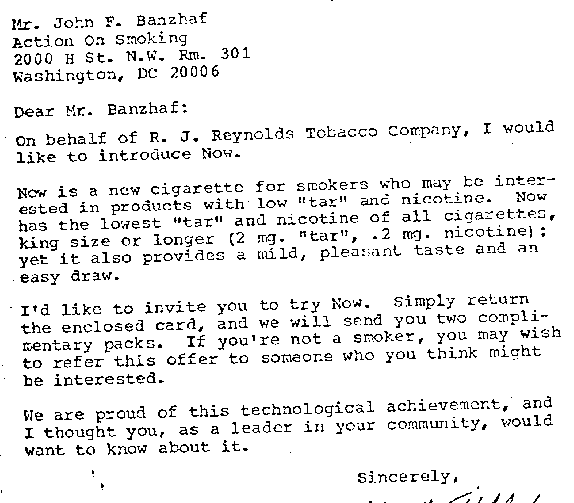 Mr. John F. Banzhaf
Action On Smoking
2000 H St. N.W. Rm. 301
Washington, DC 20006
Dear Mr. Banzhaf:
On behalf of R. J. Reynolds Tobacco Company, I would
like to introduce Now.
Now is a new cigarette for smokers who may be inter-
ested in products with low "tar" and nicotine. Now
has the lowest "tar" and nicotine of all cigarettes,
king size or longer (2 mg. "tar", .2 mg. nicotine);
yet it also provides a mild, pleasant taste and an
easy draw.
I'd like to invite you to try Now. Simply return
the enclosed card, and we will send you two compli-
mentary packs. If you're not a smoker, you may wish
to refer this offer to someone who you think might
be interested.
We are proud of this technological achievement, and
I thought you, as a leader in your community, would
want to know about it.
Sincerely,